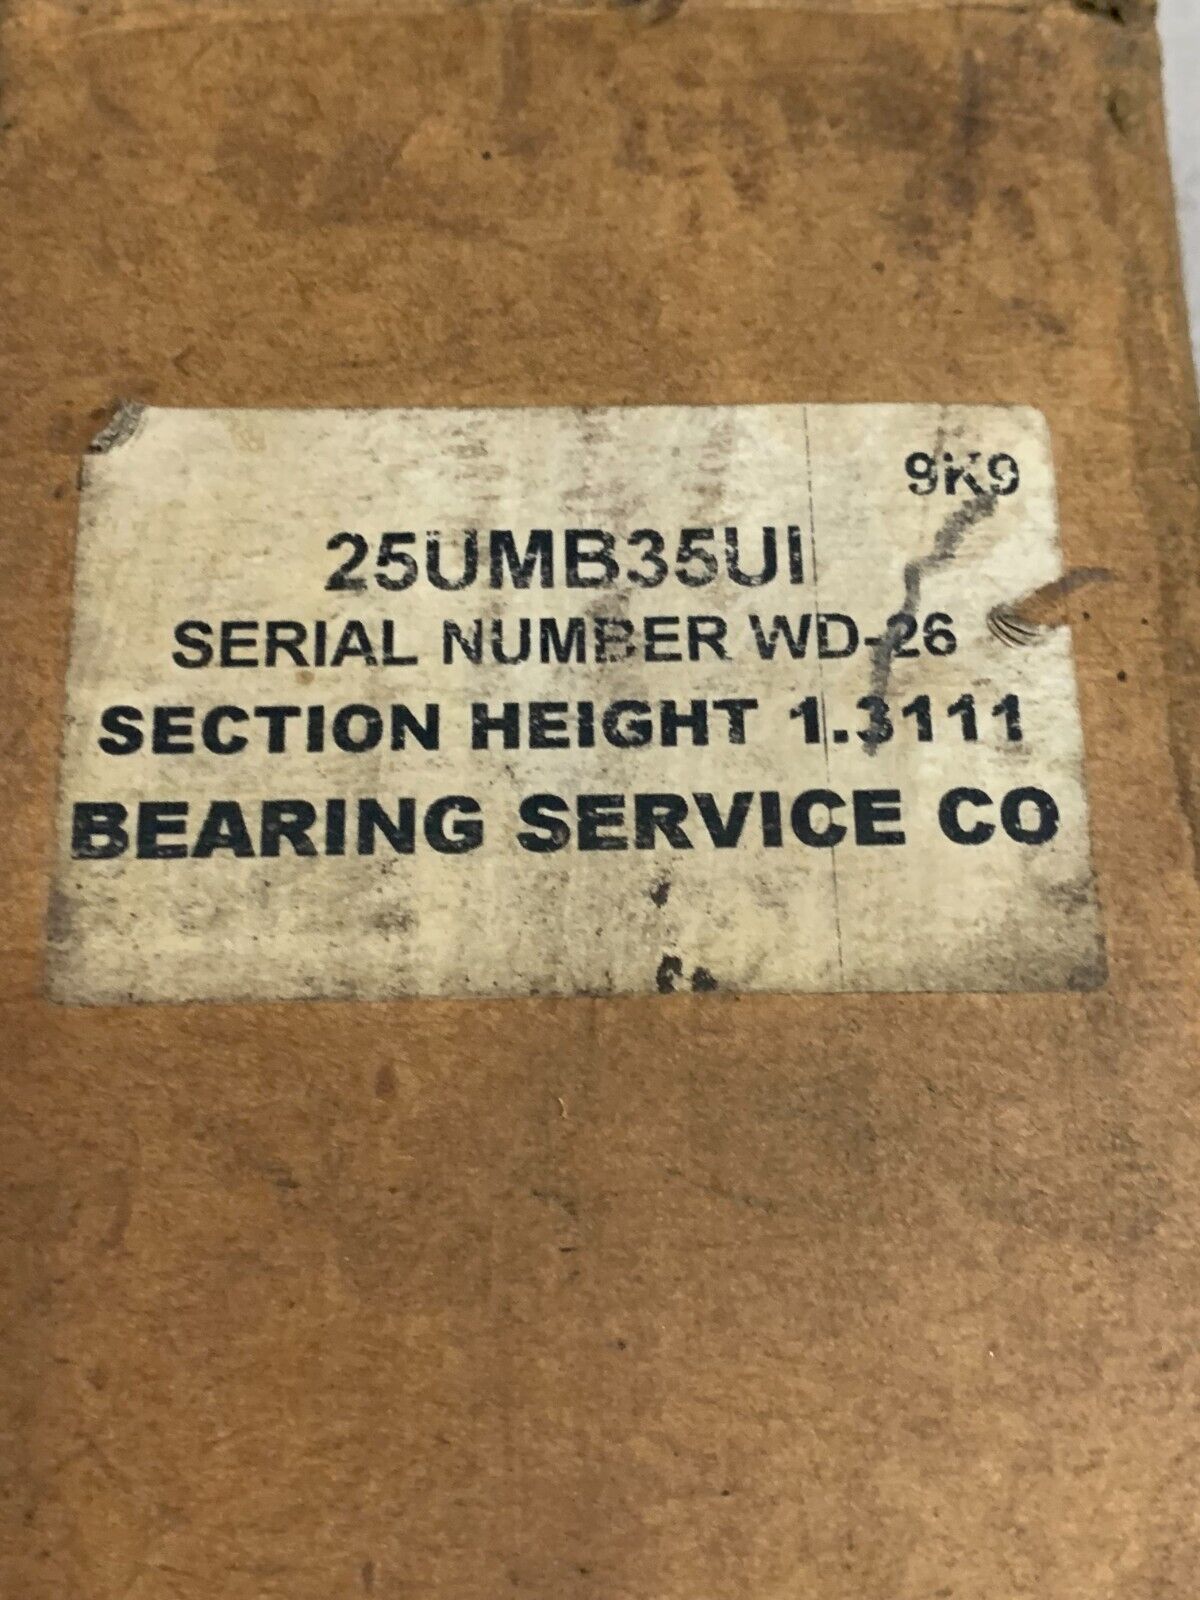 9K9
25UMB35UI
SERIAL NUMBER WD-26
SECTION HEIGHT 1.3111
BEARING SERVICE CO